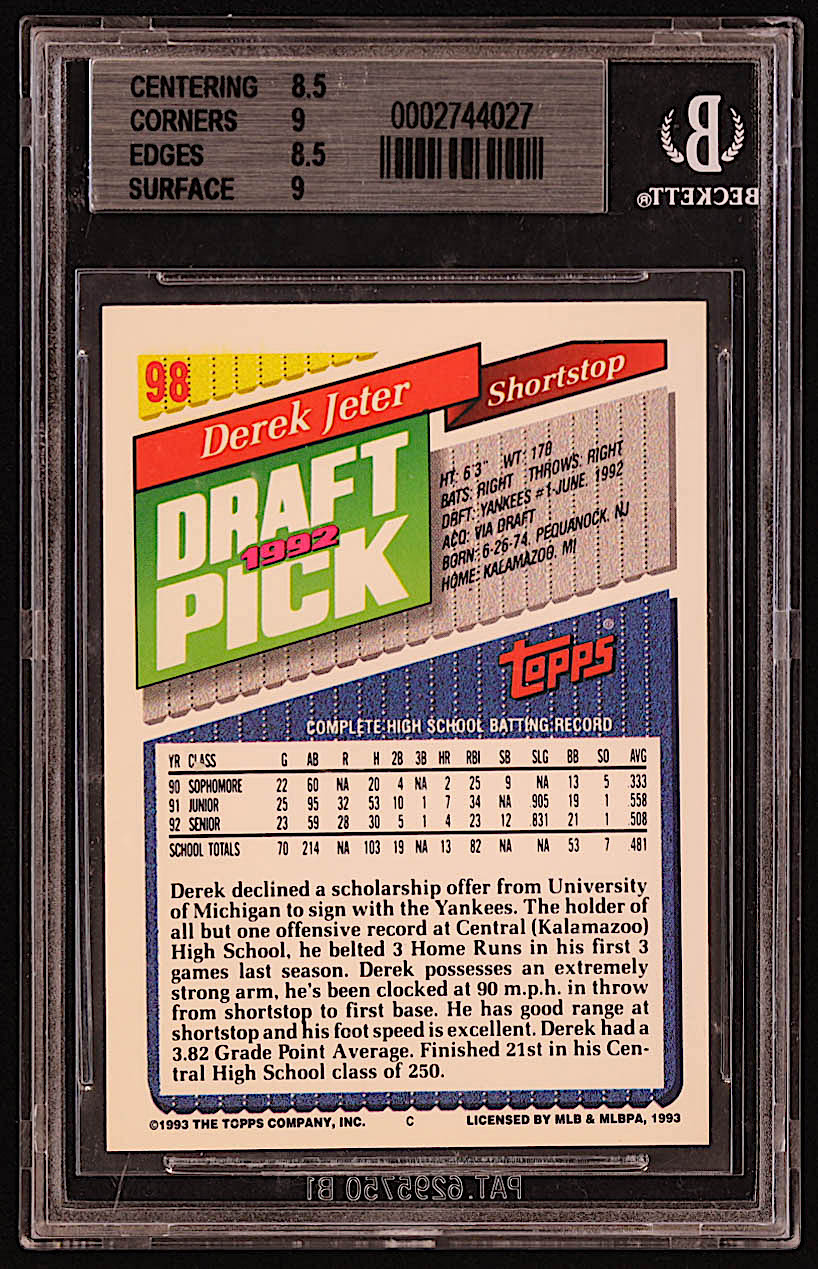 CENTERING 8.5
CORNERS 9
EDGES 8.5
SURFACE 9
0002744027
B
BECKETT®
98
Derek Jeter
Shortstop
DRAFT
1992
PICK
HT: 6'3" WT: 178
BATS: RIGHT THROWS: RIGHT
DRFT: YANKEES #1-JUNE, 1992
ACQ: VIA DRAFT
BORN: 6-26-74, PEQUANOCK, NJ
HOME: KALAMAZOO, MI
topps®
COMPLETE HIGH SCHOOL BATTING RECORD
YR CLASS G AB R H 2B 3B HR RBI SB SLG BB SO AVG
90 SOPHOMORE 22 60 NA 20 4 NA 2 25 9 NA 13 5 .333
91 JUNIOR 25 95 32 53 10 1 7 34 NA .905 19 1 .558
92 SENIOR 23 59 28 30 5 1 4 23 12 .831 21 1 .508
SCHOOL TOTALS 70 214 NA 103 19 NA 13 82 NA NA 53 7 .481
Derek declined a scholarship offer from University
of Michigan to sign with the Yankees. The holder of
all but one offensive record at Central (Kalamazoo)
High School, he belted 3 Home Runs in his first 3
games last season. Derek possesses an extremely
strong arm, he's been clocked at 90 m.p.h. in throw
from shortstop to first base. He has good range at
shortstop and his foot speed is excellent. Derek had a
3.82 Grade Point Average. Finished 21st in his Cen-
tral High School class of 250.
©1993 THE TOPPS COMPANY, INC. C LICENSED BY MLB & MLBPA, 1993
PAT. 6295750 B1